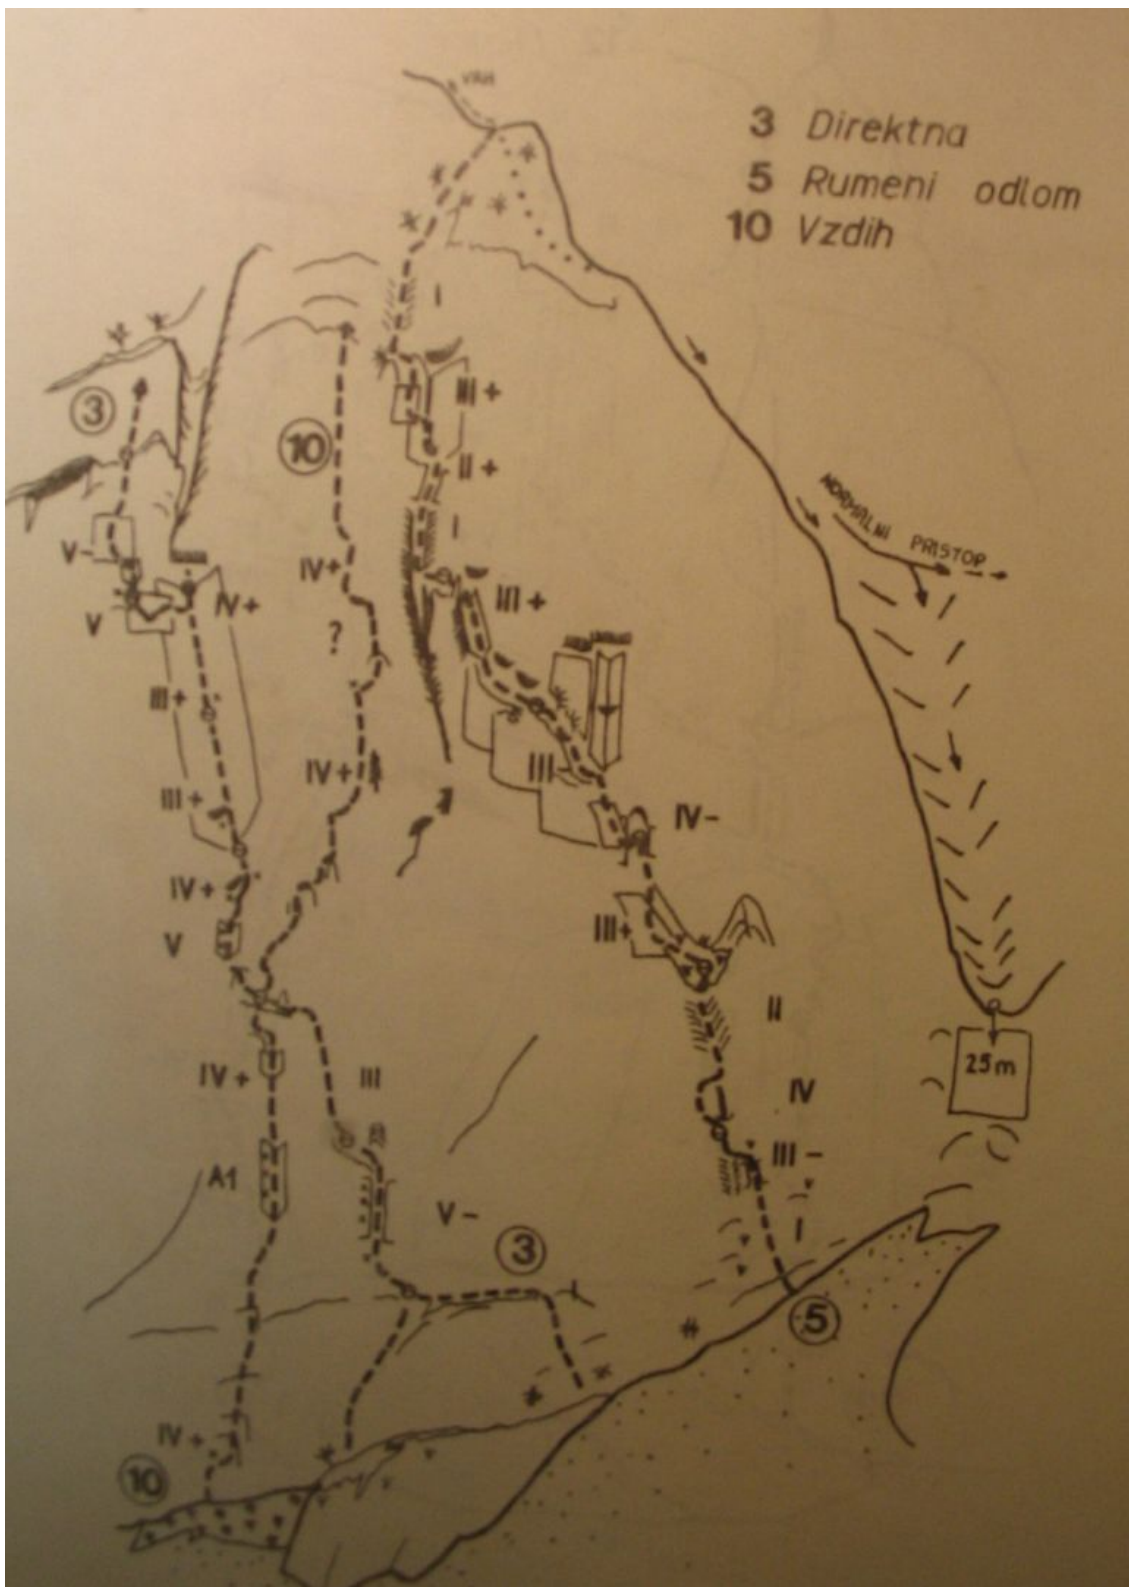 VRH
3 Direktna
5 Rumeni odlom
10 Vzdih
I
3
10
III+
II+
I
NORMALNI PRISTOP
V-
IV+
III+
V
IV+
?
III+
IV+
III
III+
IV-
IV+
V
III+
II
25m
IV+
III
IV
A1
III-
V-
I
3
5
IV+
10